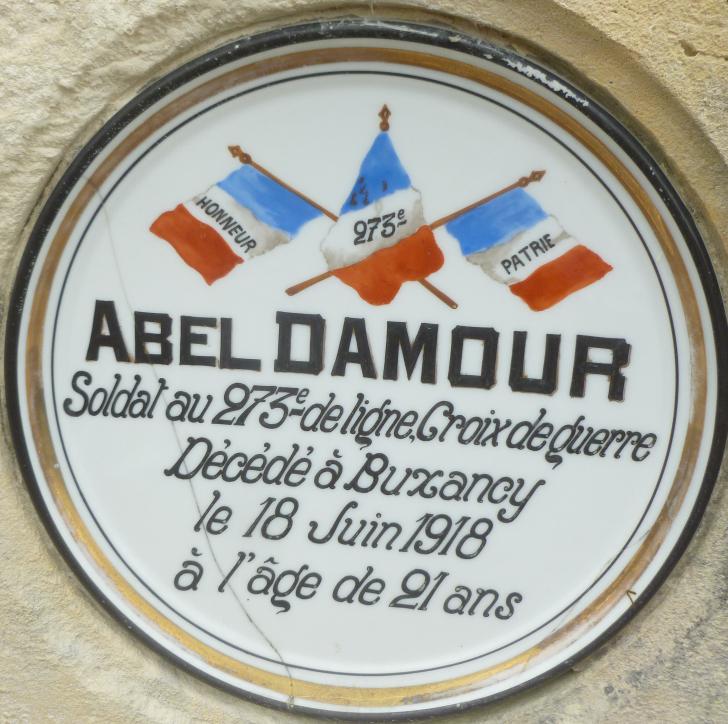 HONNEUR
273e
PATRIE
ABEL DAMOUR
Soldat au 273e de ligne, Croix de guerre
Décédé à Buxancy
le 18 Juin 1918
à l'âge de 21 ans